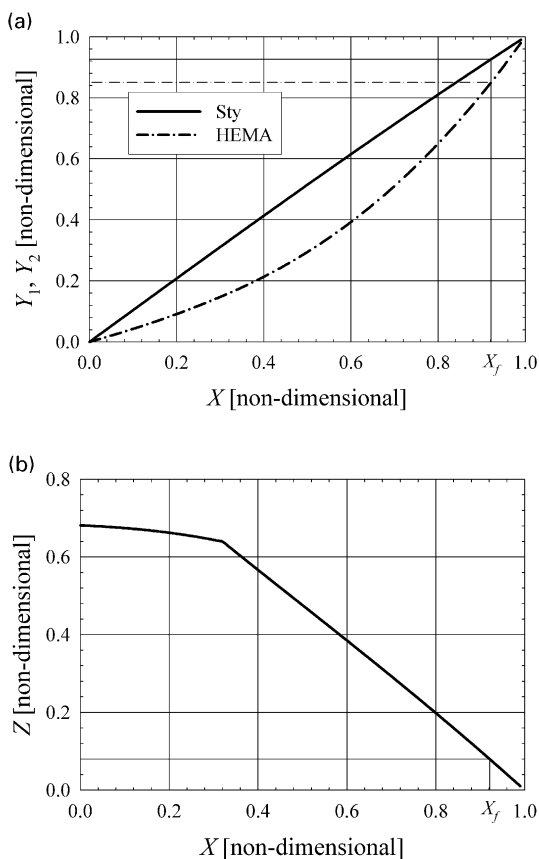 (a)
1.0
0.8
0.6
0.4
0.2
0.0
Y1, Y2 [non-dimensional]
Sty
HEMA
0.0 0.2 0.4 0.6 0.8 Xf 1.0
X [non-dimensional]
(b)
0.8
0.6
0.4
0.2
0.0
Z [non-dimensional]
0.0 0.2 0.4 0.6 0.8 Xf 1.0
X [non-dimensional]